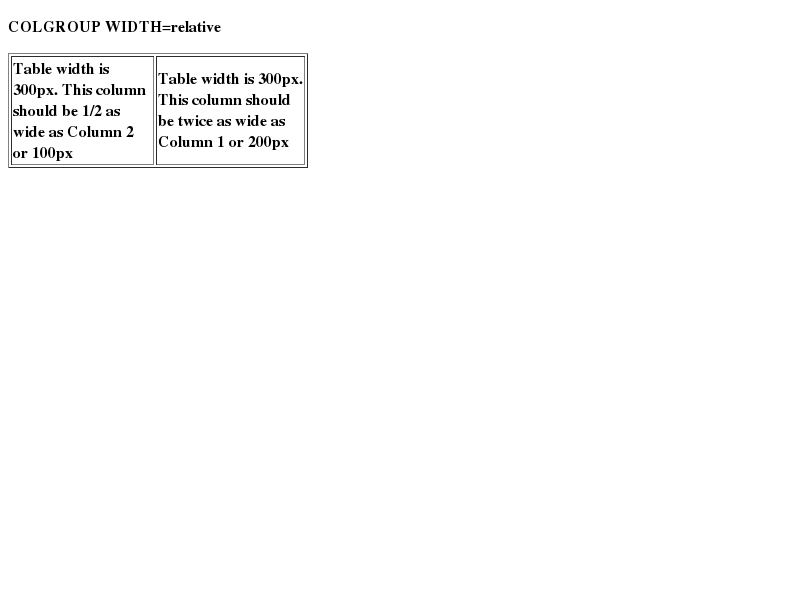 COLGROUP WIDTH=relative
Table width is
300px. This column
should be 1/2 as
wide as Column 2
or 100px
Table width is 300px.
This column should
be twice as wide as
Column 1 or 200px